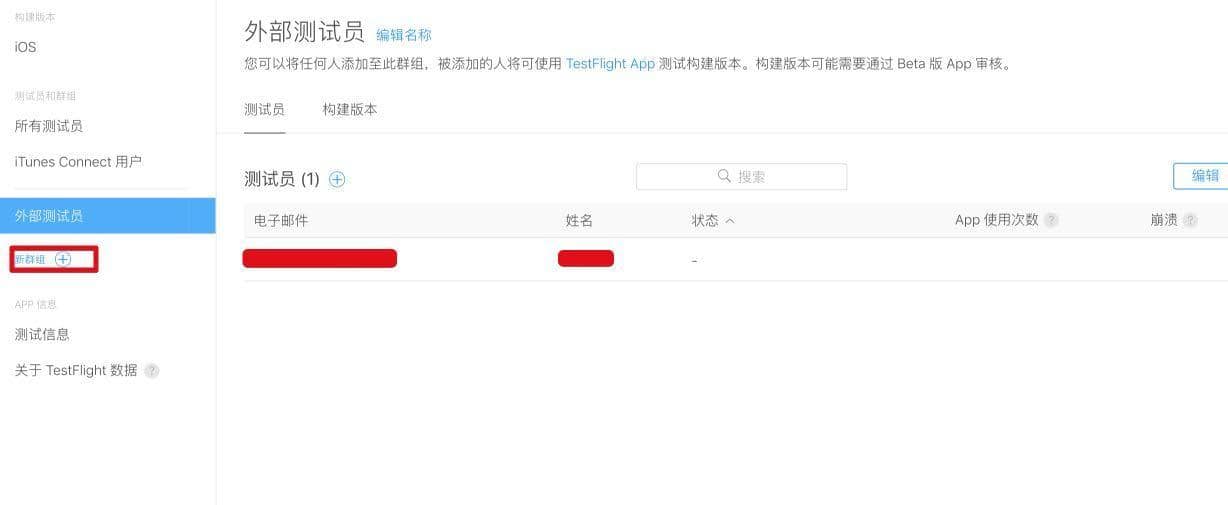 构建版本
iOS
测试员和群组
所有测试员
iTunes Connect 用户
外部测试员
新群组
APP 信息
测试信息
关于 TestFlight 数据 ?
外部测试员 编辑名称
您可以将任何人添加至此群组，被添加的人将可使用 TestFlight App 测试构建版本。构建版本可能需要通过 Beta 版 App 审核。
测试员 构建版本
测试员 (1)
搜索
编辑
电子邮件 姓名 状态 App 使用次数 ? 崩溃 ?
-